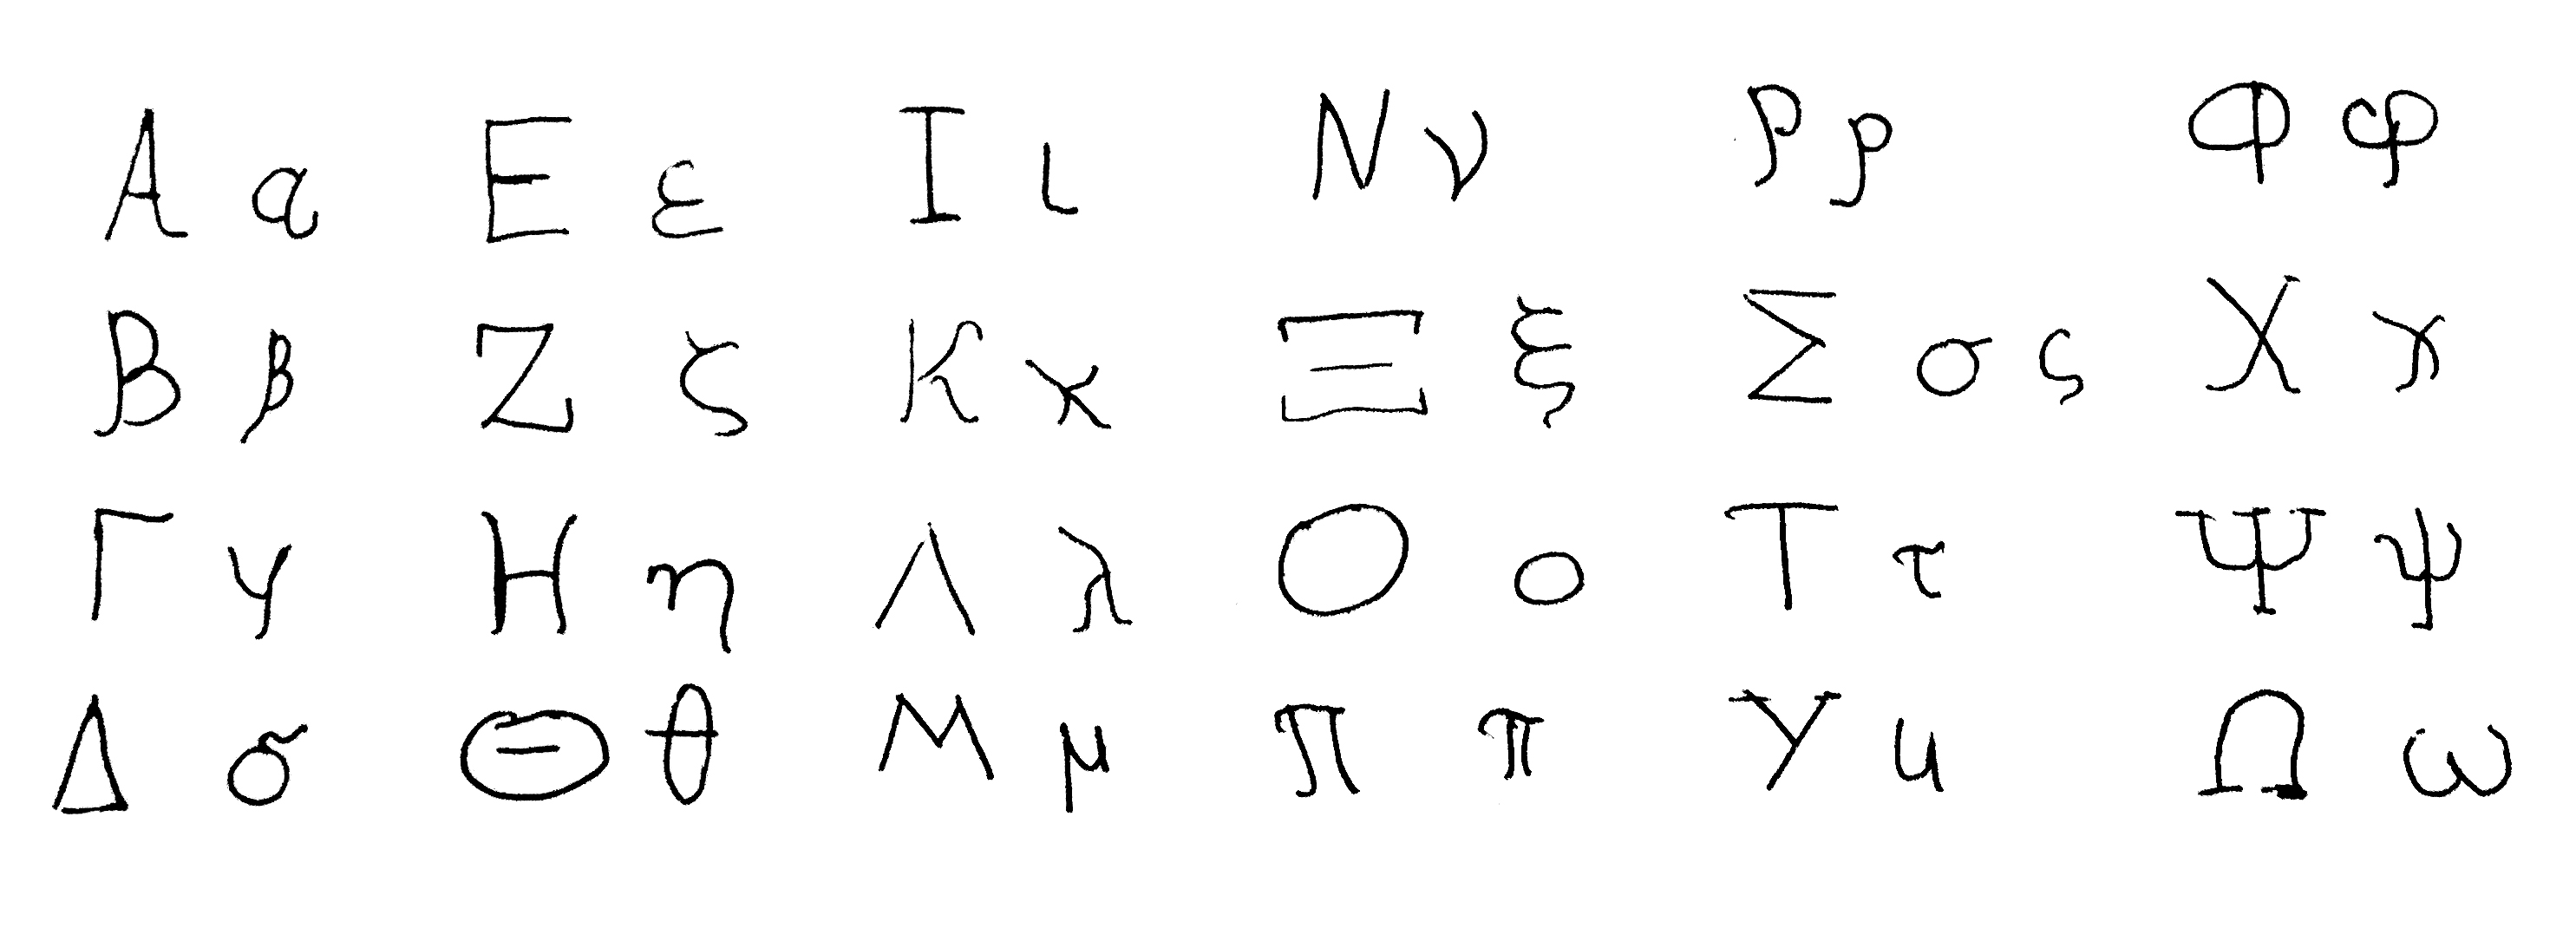 Α α Ε ε Ι ι Ν ν Ρ ρ Φ φ
Β β Ζ ζ Κ κ Ξ ξ Σ σ ς Χ χ
Γ γ Η η Λ λ Ο ο Τ τ Ψ ψ
Δ δ Θ θ Μ μ Π π Υ υ Ω ω